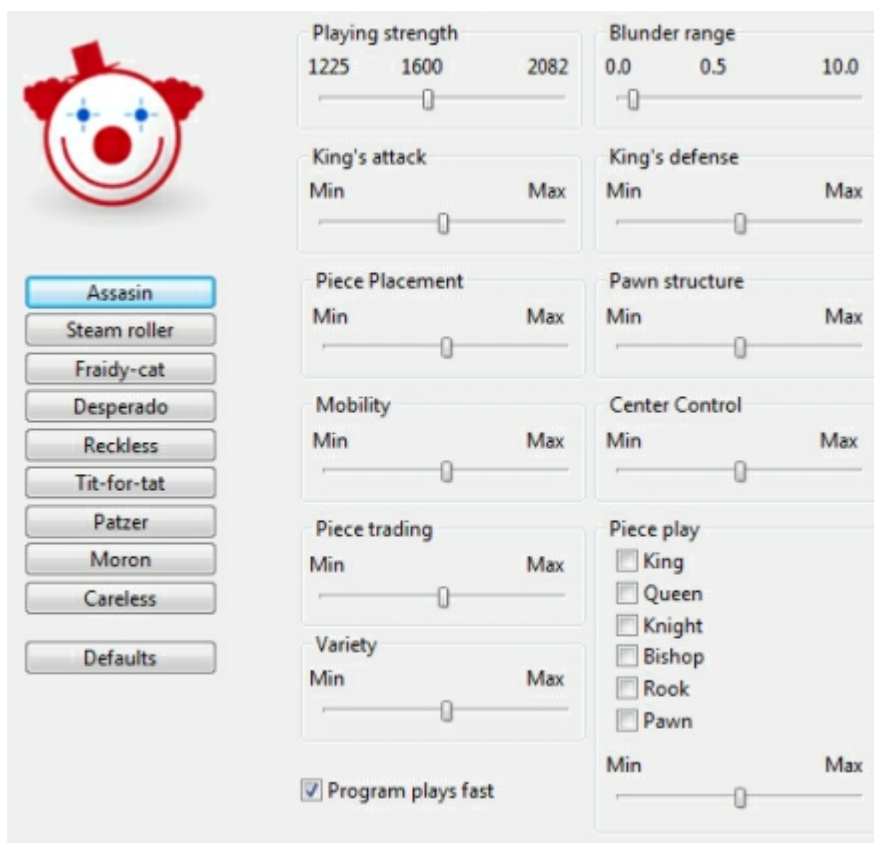 Playing strength
1225 1600 2082
Blunder range
0.0 0.5 10.0
King's attack
Min Max
King's defense
Min Max
Assasin
Steam roller
Fraidy-cat
Desperado
Reckless
Tit-for-tat
Patzer
Moron
Careless
Defaults
Piece Placement
Min Max
Pawn structure
Min Max
Mobility
Min Max
Center Control
Min Max
Piece trading
Min Max
Piece play
King
Queen
Knight
Bishop
Rook
Pawn
Min Max
Variety
Min Max
Program plays fast